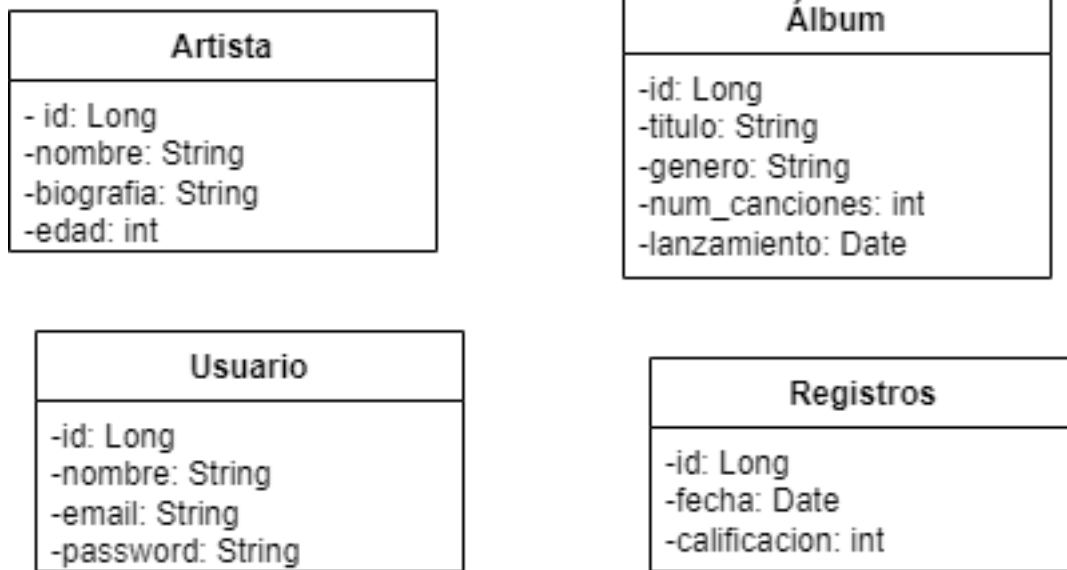 Artista
- id: Long
-nombre: String
-biografia: String
-edad: int
Álbum
-id: Long
-titulo: String
-genero: String
-num_canciones: int
-lanzamiento: Date
Usuario
-id: Long
-nombre: String
-email: String
-password: String
Registros
-id: Long
-fecha: Date
-calificacion: int